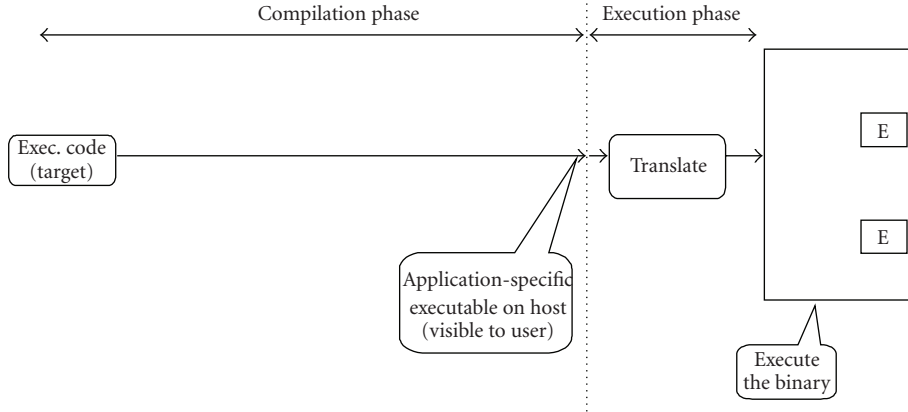 Compilation phase
Execution phase
Exec. code
(target)
Translate
E
E
Application-specific
executable on host
(visible to user)
Execute
the binary